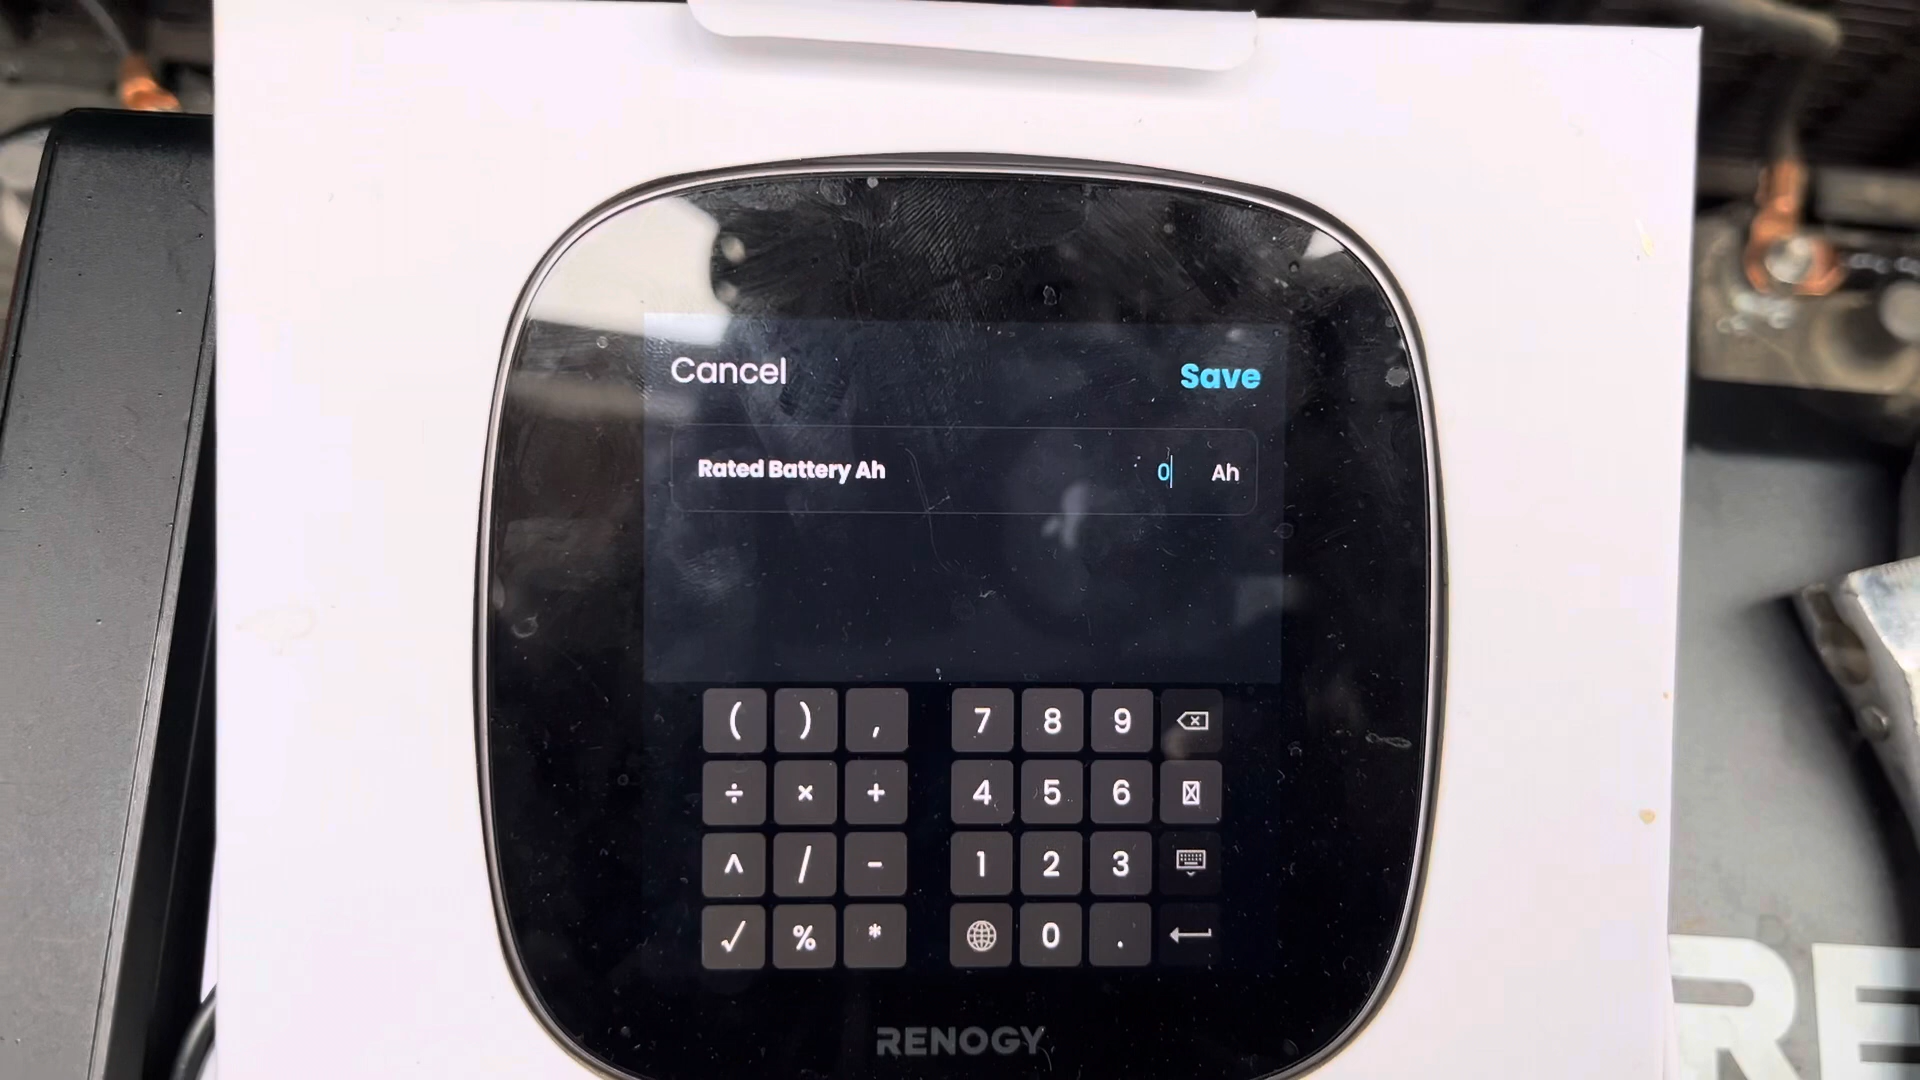 Cancel Save
Rated Battery Ah 0 Ah
( ) , 7 8 9
÷ × + 4 5 6
^ / - 1 2 3
√ % * 0 .
RENOGY
RE